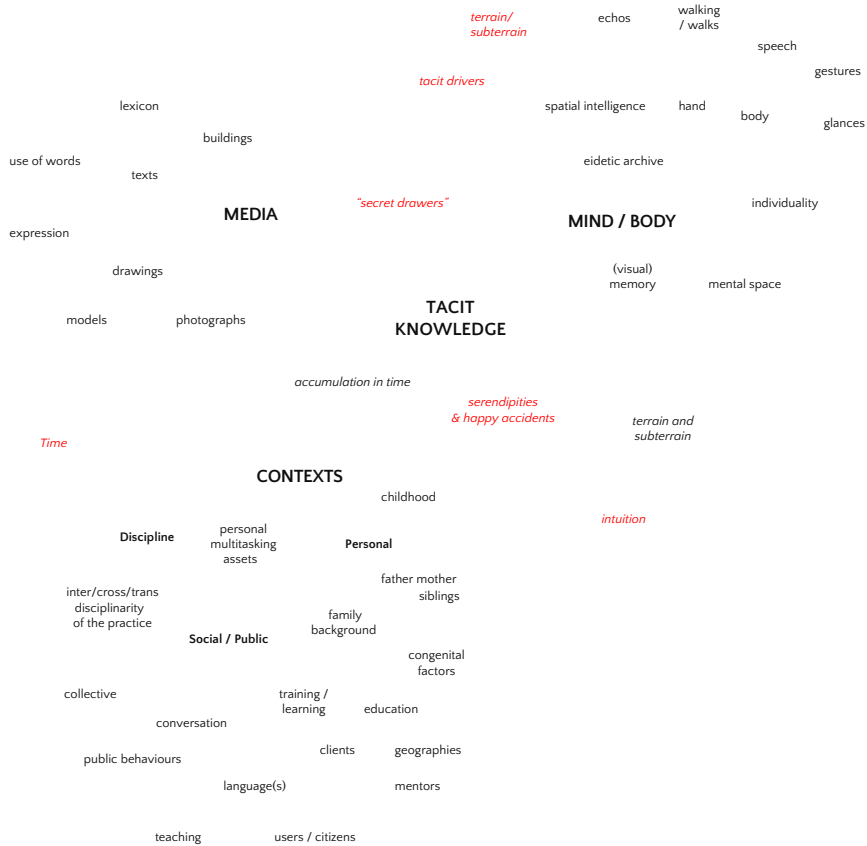 terrain/
subterrain
echos
walking
/ walks
speech
gestures
tacit drivers
lexicon
spatial intelligence
hand
body
glances
buildings
use of words
texts
eidetic archive
MEDIA
"secret drawers"
MIND / BODY
individuality
expression
drawings
(visual)
memory
mental space
models
photographs
TACIT
KNOWLEDGE
accumulation in time
serendipities
& happy accidents
terrain and
subterrain
Time
CONTEXTS
childhood
intuition
Discipline
personal
multitasking
assets
Personal
inter/cross/trans
disciplinarity
of the practice
father mother
siblings
family
background
Social / Public
congenital
factors
collective
training /
learning
education
conversation
public behaviours
clients
geographies
language(s)
mentors
teaching
users / citizens